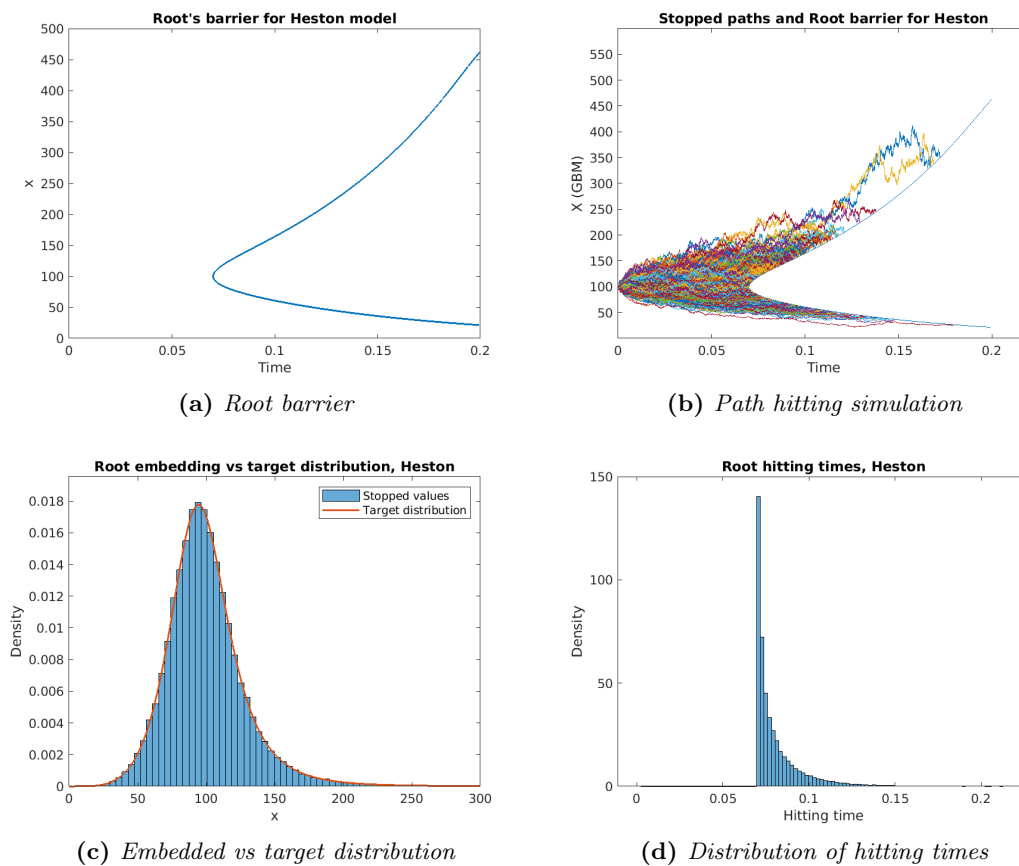 Root's barrier for Heston model
500
450
400
350
300
250
200
150
100
50
0
x
0 0.05 0.1 0.15 0.2
Time
(a) Root barrier
Stopped paths and Root barrier for Heston
550
500
450
400
350
300
250
200
150
100
50
X (GBM)
0 0.05 0.1 0.15 0.2
Time
(b) Path hitting simulation
Root embedding vs target distribution, Heston
Stopped values
Target distribution
0.018
0.016
0.014
0.012
0.01
0.008
0.006
0.004
0.002
0
Density
0 50 100 150 200 250 300
x
(c) Embedded vs target distribution
Root hitting times, Heston
150
100
50
0
Density
0 0.05 0.1 0.15 0.2
Hitting time
(d) Distribution of hitting times